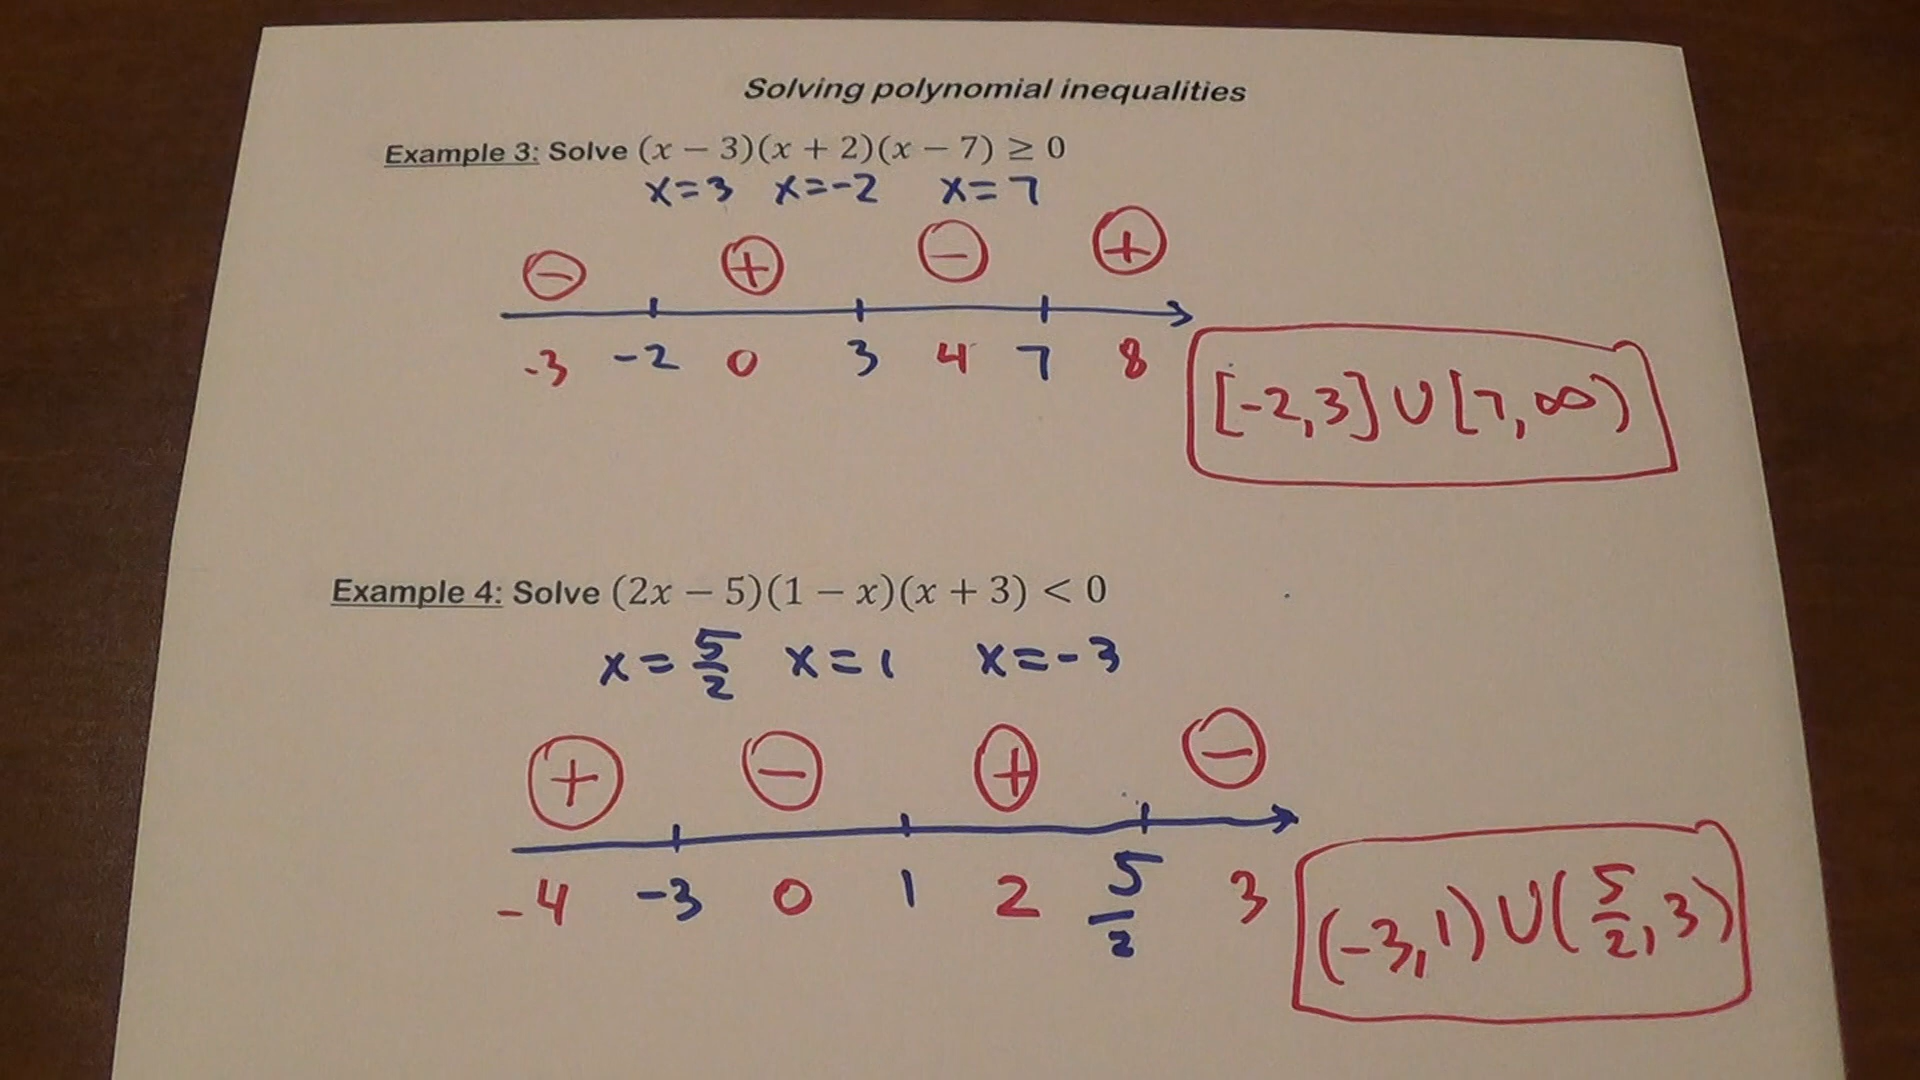 Solving polynomial inequalities
Example 3: Solve (x − 3)(x + 2)(x − 7) ≥ 0
x=3 x=-2 x=7
− + − +
-3 -2 0 3 4 7 8
[-2,3]∪[7,∞)
Example 4: Solve (2x − 5)(1 − x)(x + 3) < 0
x=5/2 x=1 x=-3
+ − + −
-4 -3 0 1 2 5/2 3
(-3,1)∪(5/2,3)